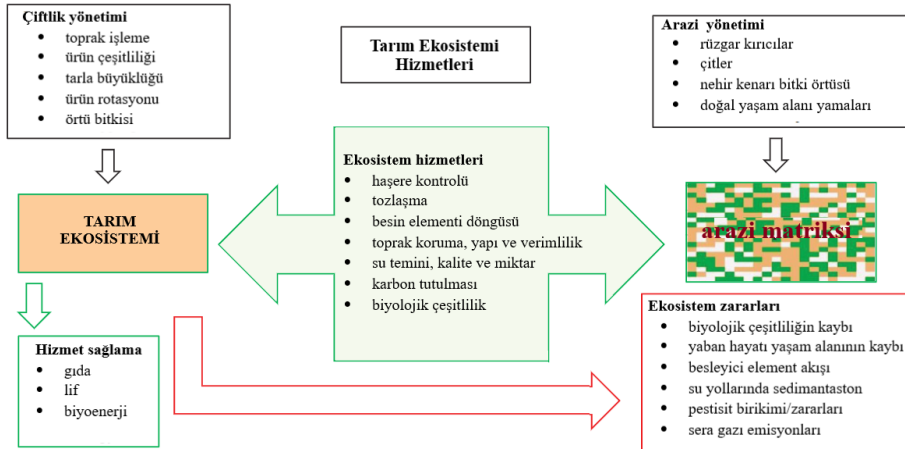 Çiftlik yönetimi
• toprak işleme
• ürün çeşitliliği
• tarla büyüklüğü
• ürün rotasyonu
• örtü bitkisi
Tarım Ekosistemi
Hizmetleri
Arazi yönetimi
• rüzgar kırıcılar
• çitler
• nehir kenarı bitki örtüsü
• doğal yaşam alanı yamaları
TARIM
EKOSİSTEMİ
Ekosistem hizmetleri
• haşere kontrolü
• tozlaşma
• besin elementi döngüsü
• toprak koruma, yapı ve verimlilik
• su temini, kalite ve miktar
• karbon tutulması
• biyolojik çeşitlilik
arazi matriksi
Hizmet sağlama
• gıda
• lif
• biyoenerji
Ekosistem zararları
• biyolojik çeşitliliğin kaybı
• yaban hayatı yaşam alanının kaybı
• besleyici element akışı
• su yollarında sedimantaston
• pestisit birikimi/zararları
• sera gazı emisyonları